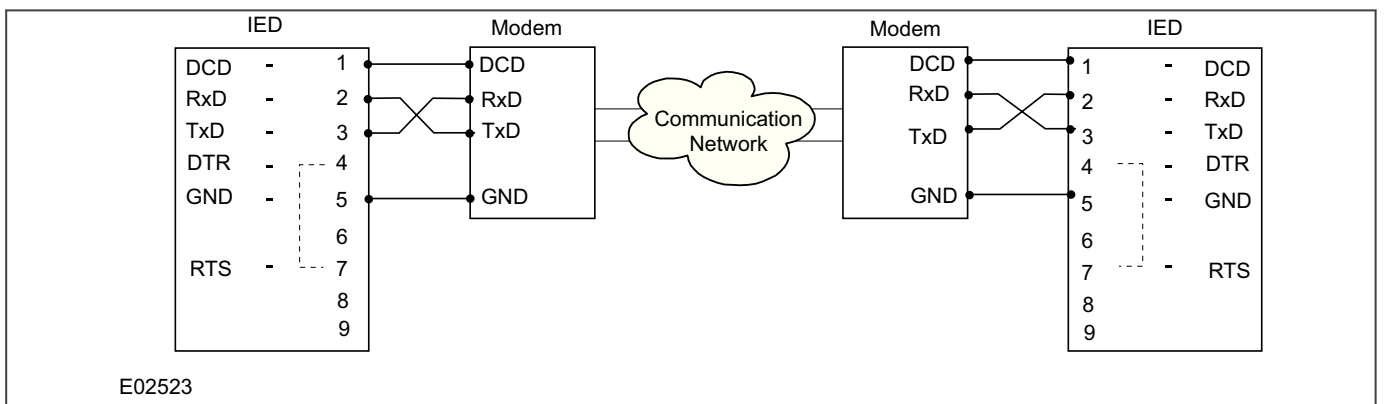 IED Modem Modem IED
DCD - 1 DCD DCD 1 - DCD
RxD - 2 RxD RxD 2 - RxD
TxD - 3 TxD TxD 3 - TxD
Communication
Network
DTR - 4 4 - DTR
GND - 5 GND GND 5 - GND
6 6
RTS - 7 7 - RTS
8 8
9 9
E02523